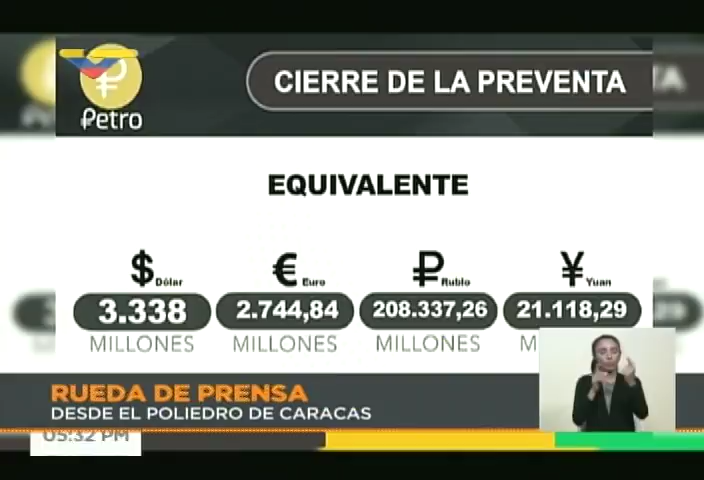 CIERRE DE LA PREVENTA
Petro
EQUIVALENTE
$ Dólar
€ Euro
₽ Rublo
¥ Yuan
3.338
2.744,84
208.337,26
21.118,29
MILLONES
MILLONES
MILLONES
RUEDA DE PRENSA
DESDE EL POLIEDRO DE CARACAS
05:32 PM